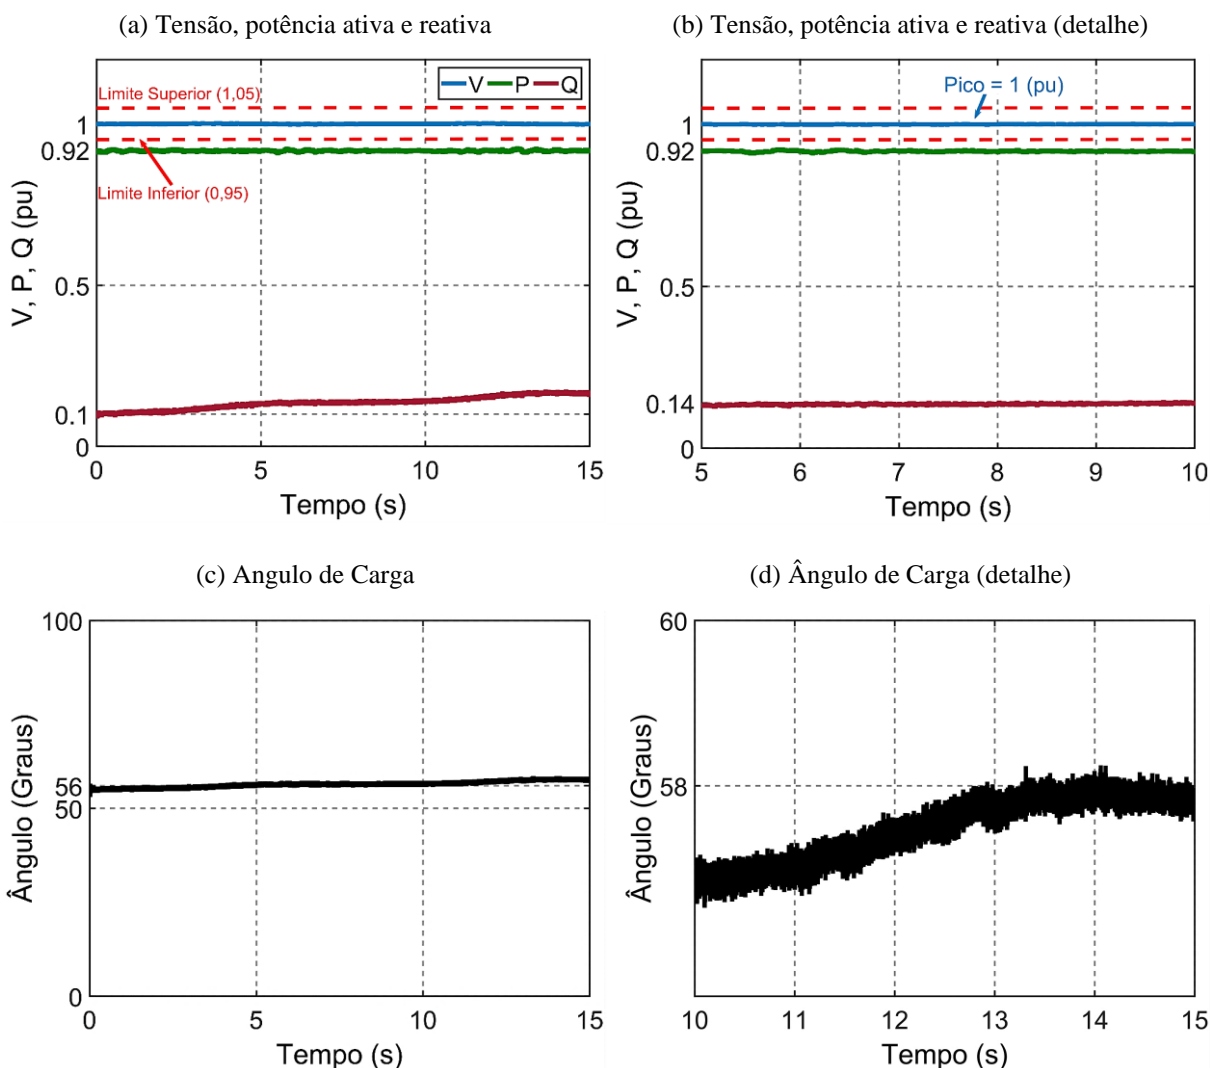 (a) Tensão, potência ativa e reativa
(b) Tensão, potência ativa e reativa (detalhe)
Limite Superior (1,05)
V P Q
1
0.92
Limite Inferior (0,95)
0.5
0.1
0
V, P, Q (pu)
0 5 10 15
Tempo (s)
Pico = 1 (pu)
1
0.92
0.5
0.14
0
V, P, Q (pu)
5 6 7 8 9 10
Tempo (s)
(c) Angulo de Carga
(d) Ângulo de Carga (detalhe)
100
56
50
0
Ângulo (Graus)
0 5 10 15
Tempo (s)
60
58
Ângulo (Graus)
10 11 12 13 14 15
Tempo (s)